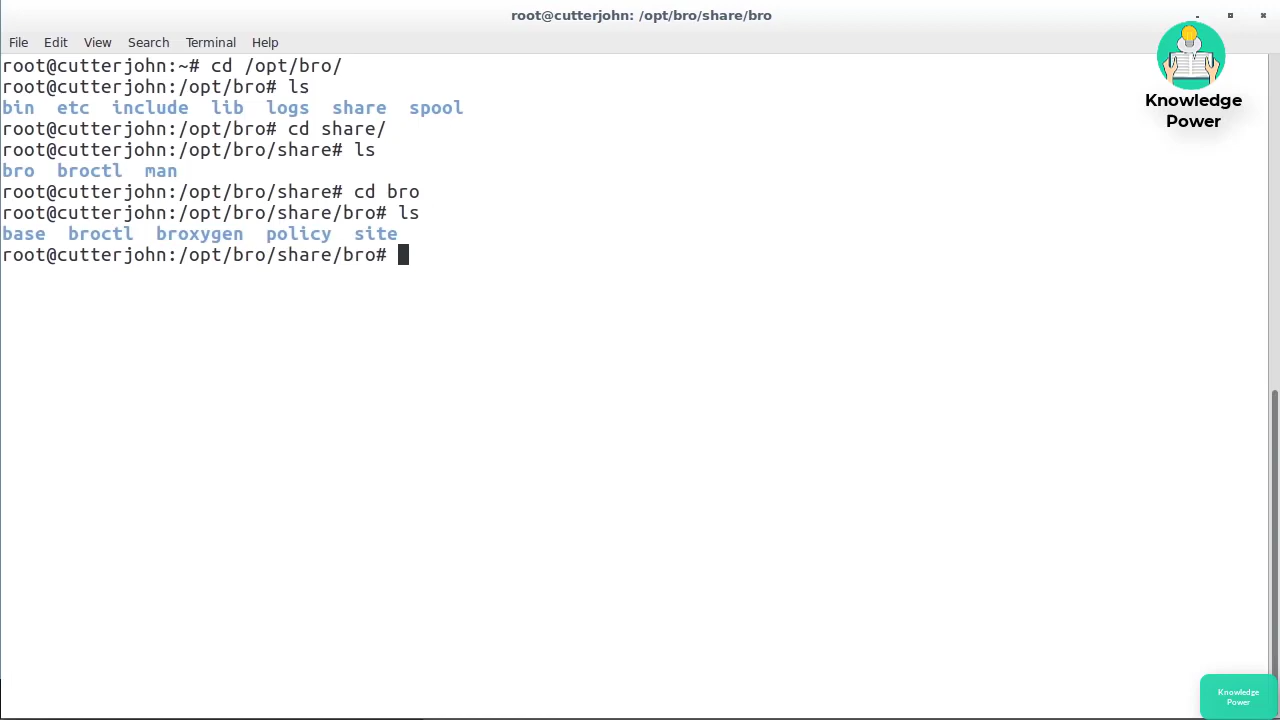 root@cutterjohn: /opt/bro/share/bro
File Edit View Search Terminal Help
root@cutterjohn:~# cd /opt/bro/
root@cutterjohn:/opt/bro# ls
bin etc include lib logs share spool
root@cutterjohn:/opt/bro# cd share/
root@cutterjohn:/opt/bro/share# ls
bro broctl man
root@cutterjohn:/opt/bro/share# cd bro
root@cutterjohn:/opt/bro/share/bro# ls
base broctl broxygen policy site
root@cutterjohn:/opt/bro/share/bro#
Knowledge
Power
Knowledge
Power